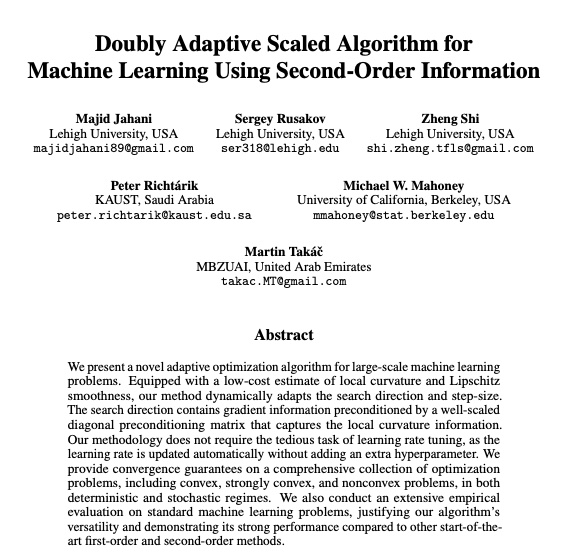 Doubly Adaptive Scaled Algorithm for
Machine Learning Using Second-Order Information
Majid Jahani
Lehigh University, USA
majidjahani89@gmail.com
Sergey Rusakov
Lehigh University, USA
ser318@lehigh.edu
Zheng Shi
Lehigh University, USA
shi.zheng.tfls@gmail.com
Peter Richtárik
KAUST, Saudi Arabia
peter.richtarik@kaust.edu.sa
Michael W. Mahoney
University of California, Berkeley, USA
mmahoney@stat.berkeley.edu
Martin Takáč
MBZUAI, United Arab Emirates
takac.MT@gmail.com
Abstract
We present a novel adaptive optimization algorithm for large-scale machine learning
problems. Equipped with a low-cost estimate of local curvature and Lipschitz
smoothness, our method dynamically adapts the search direction and step-size.
The search direction contains gradient information preconditioned by a well-scaled
diagonal preconditioning matrix that captures the local curvature information.
Our methodology does not require the tedious task of learning rate tuning, as the
learning rate is updated automatically without adding an extra hyperparameter. We
provide convergence guarantees on a comprehensive collection of optimization
problems, including convex, strongly convex, and nonconvex problems, in both
deterministic and stochastic regimes. We also conduct an extensive empirical
evaluation on standard machine learning problems, justifying our algorithm's
versatility and demonstrating its strong performance compared to other start-of-the-
art first-order and second-order methods.